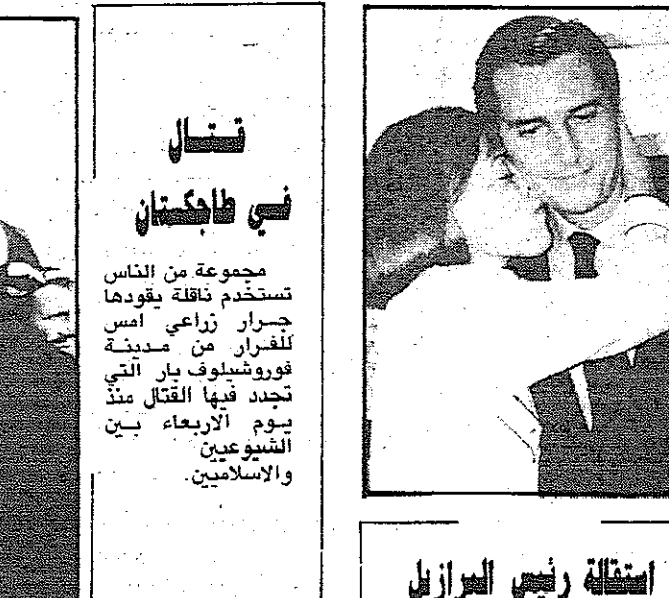 قتال
في طاجكستان
مجموعة من الناس
تستخدم ناقلة يقودها
جرار زراعي امس
للفرار من مدينة
فوروشيلوف بار التي
تجدد فيها القتال منذ
يوم الاربعاء بين
الشيوعيين
والاسلاميين.
استقالة رئيس البرازيل